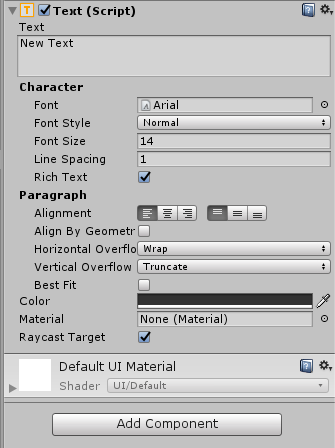 Text (Script)
Text
New Text
Character
Font Arial
Font Style Normal
Font Size 14
Line Spacing 1
Rich Text
Paragraph
Alignment
Align By Geometr
Horizontal Overflo Wrap
Vertical Overflow Truncate
Best Fit
Color
Material None (Material)
Raycast Target
Default UI Material
Shader UI/Default
Add Component